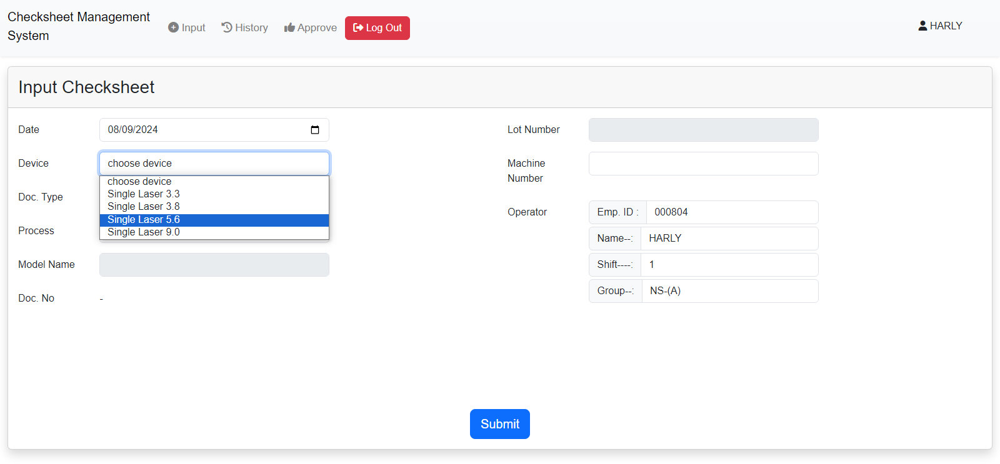 Checksheet Management
System
Input
History
Approve
Log Out
HARLY
Input Checksheet
Date
08/09/2024
Device
choose device
choose device
Single Laser 3.3
Single Laser 3.8
Single Laser 5.6
Single Laser 9.0
Doc. Type
Process
Model Name
Doc. No
-
Lot Number
Machine
Number
Operator
Emp. ID : 000804
Name--: HARLY
Shift----: 1
Group--: NS-(A)
Submit